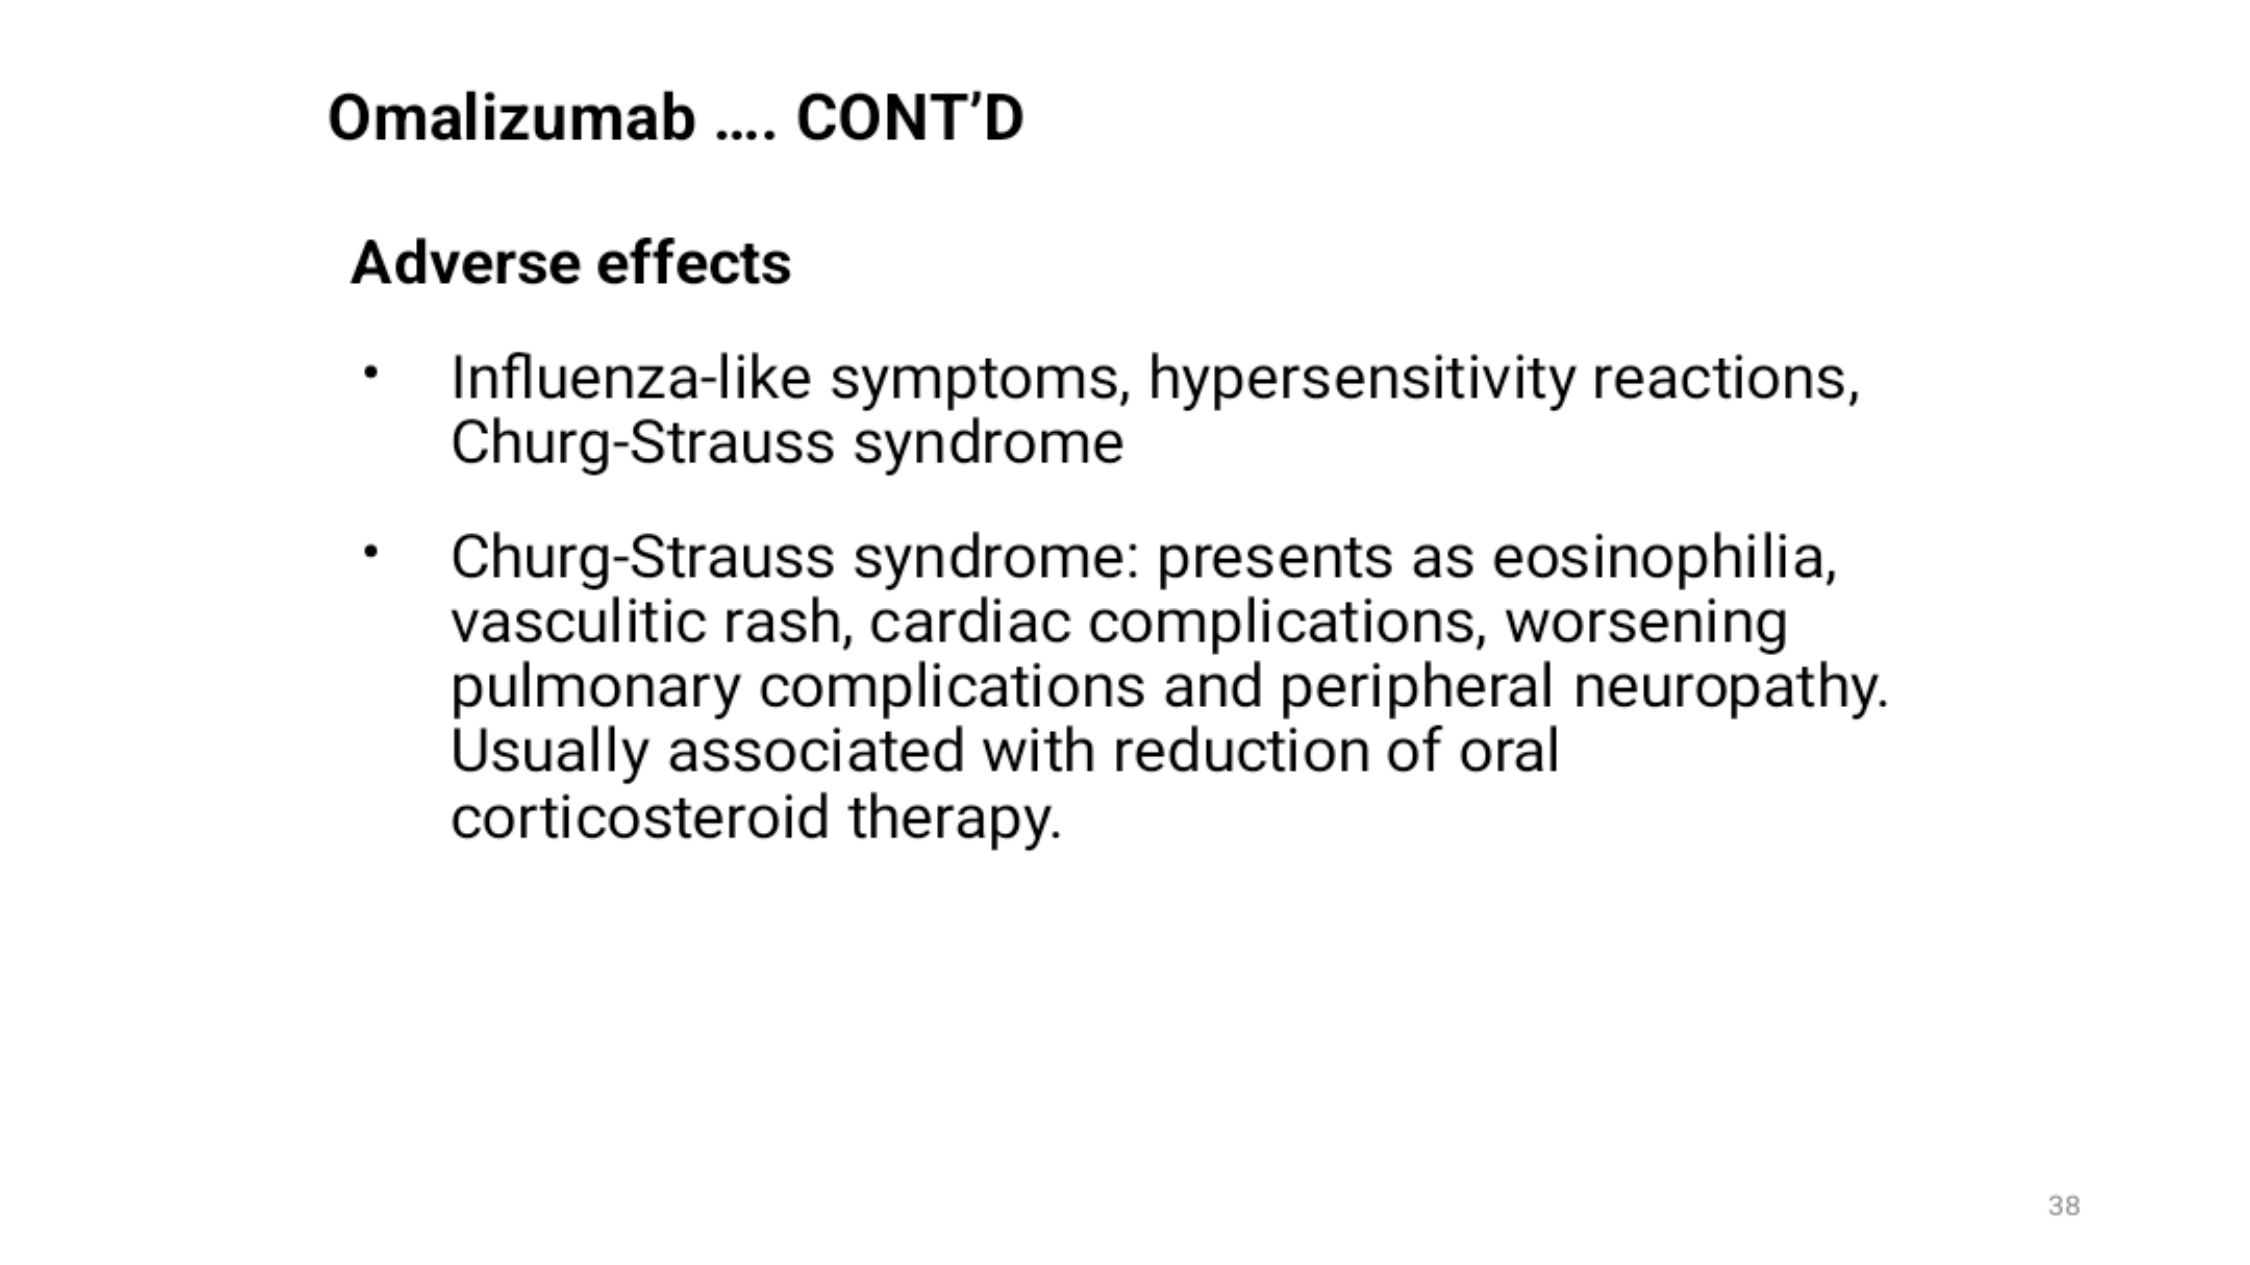 Omalizumab .... CONT’D
Adverse effects
• Influenza-like symptoms, hypersensitivity reactions,
Churg-Strauss syndrome
• Churg-Strauss syndrome: presents as eosinophilia,
vasculitic rash, cardiac complications, worsening
pulmonary complications and peripheral neuropathy.
Usually associated with reduction of oral
corticosteroid therapy.
38